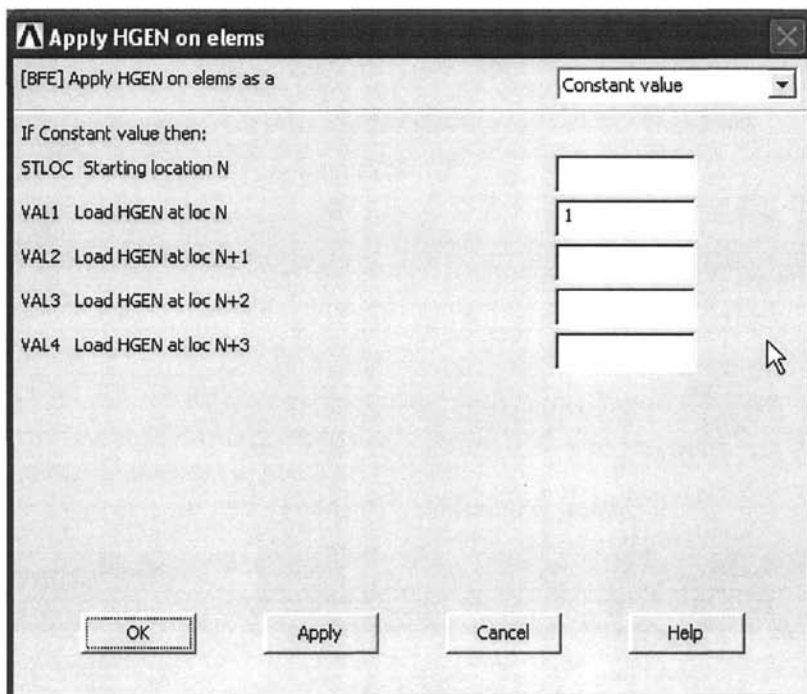 Apply HGEN on elems
[BFE] Apply HGEN on elems as a Constant value
If Constant value then:
STLOC Starting location N
VAL1 Load HGEN at loc N 1
VAL2 Load HGEN at loc N+1
VAL3 Load HGEN at loc N+2
VAL4 Load HGEN at loc N+3
OK Apply Cancel Help